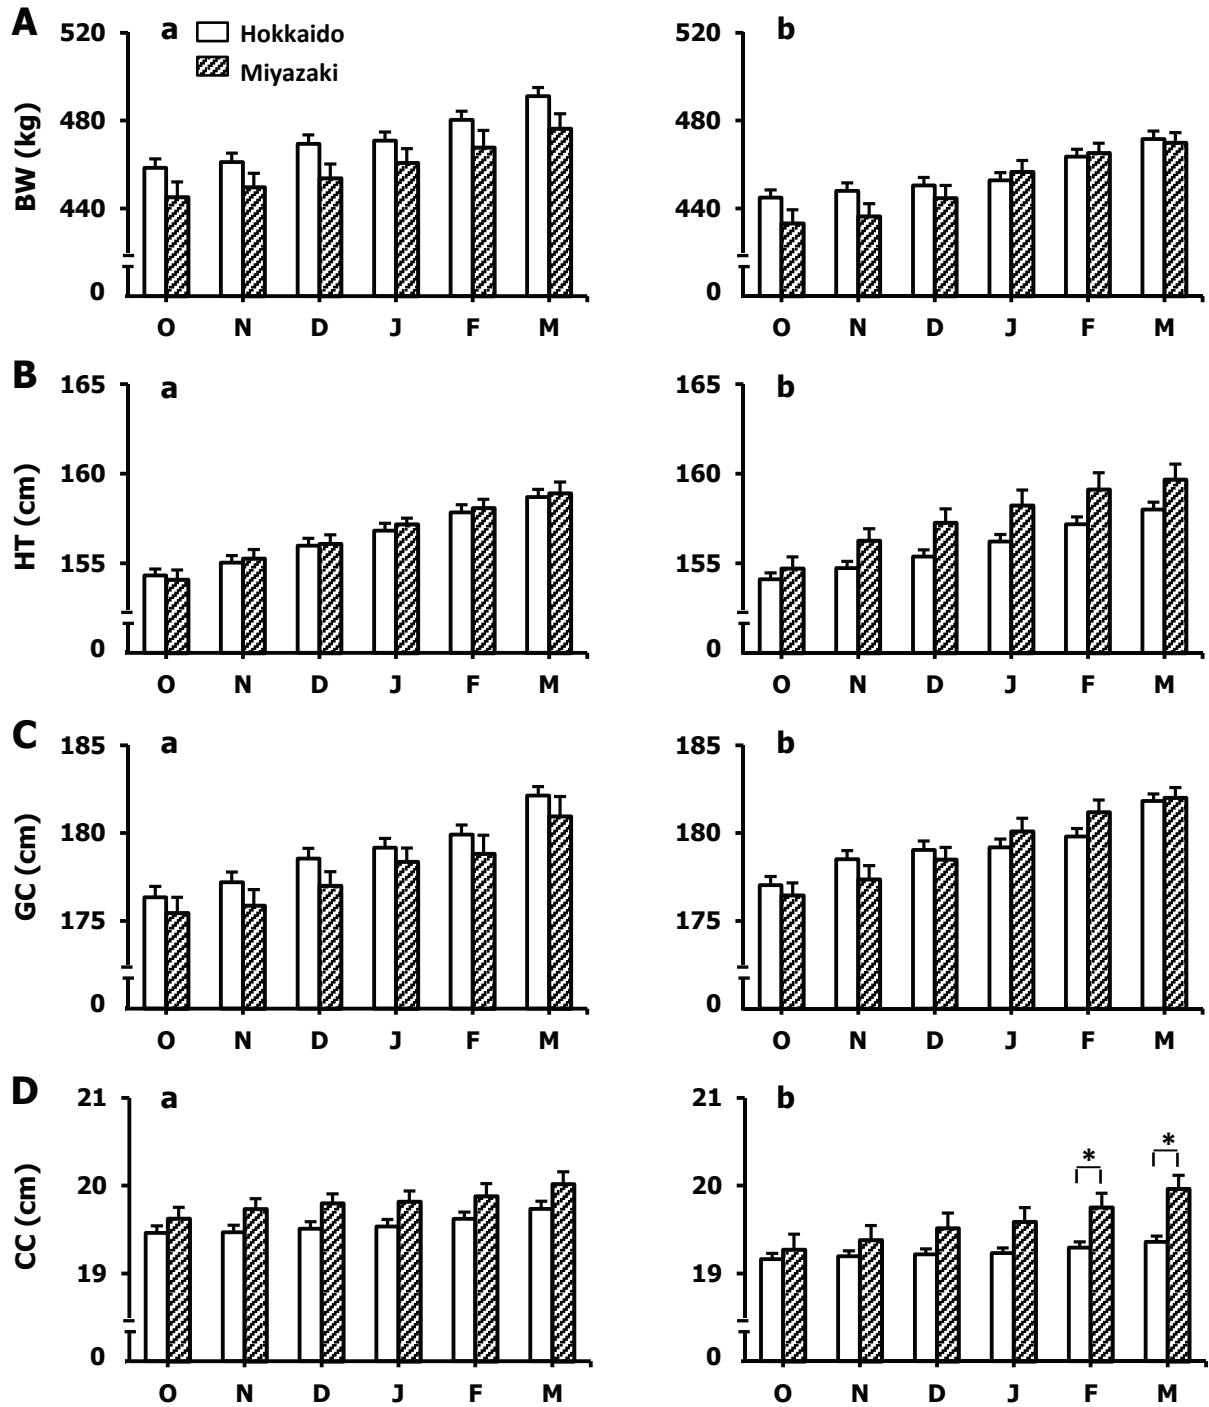 A
a
Hokkaido
Miyazaki
b
BW (kg)
520
480
440
0
O N D J F M
520
480
440
0
O N D J F M
B
a
b
HT (cm)
165
160
155
0
O N D J F M
165
160
155
0
O N D J F M
C
a
b
GC (cm)
185
180
175
0
O N D J F M
185
180
175
0
O N D J F M
D
a
b
CC (cm)
21
20
19
0
O N D J F M
21
20
19
0
* *
O N D J F M